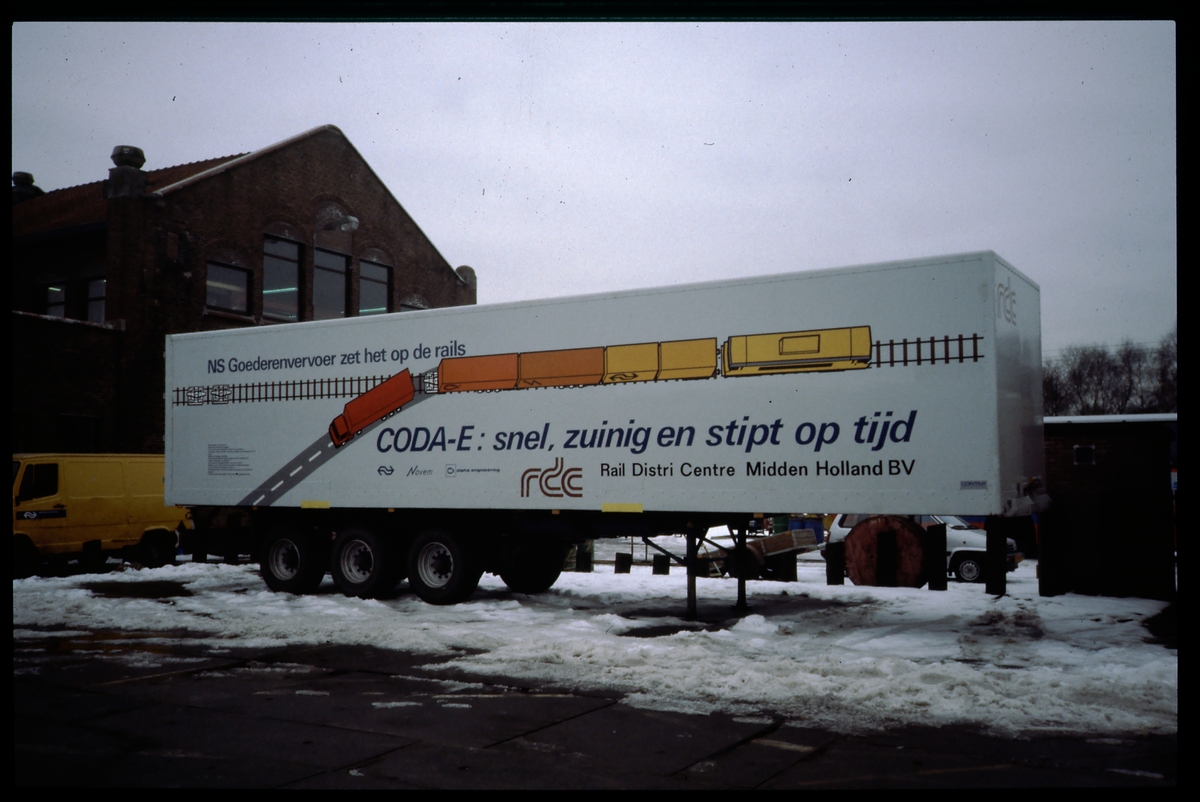 NS Goederenvervoer zet het op de rails
CODA-E: snel, zuinig en stipt op tijd
Novem
rdc
Rail Distri Centre Midden Holland BV
rdc